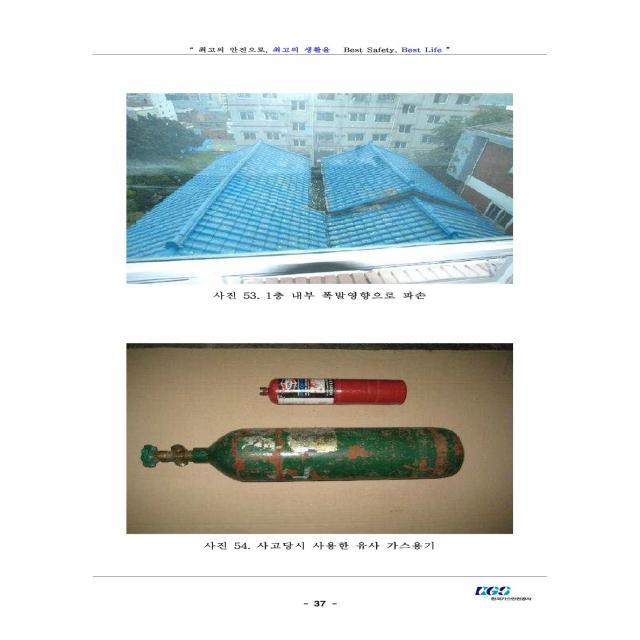 " 최고의 안전으로, 최고의 생활을 Best Safety, Best Life "
사진 53. 1층 내부 폭발영향으로 파손
사진 54. 사고당시 사용한 유사 가스용기
KGS
한국가스안전공사
- 37 -